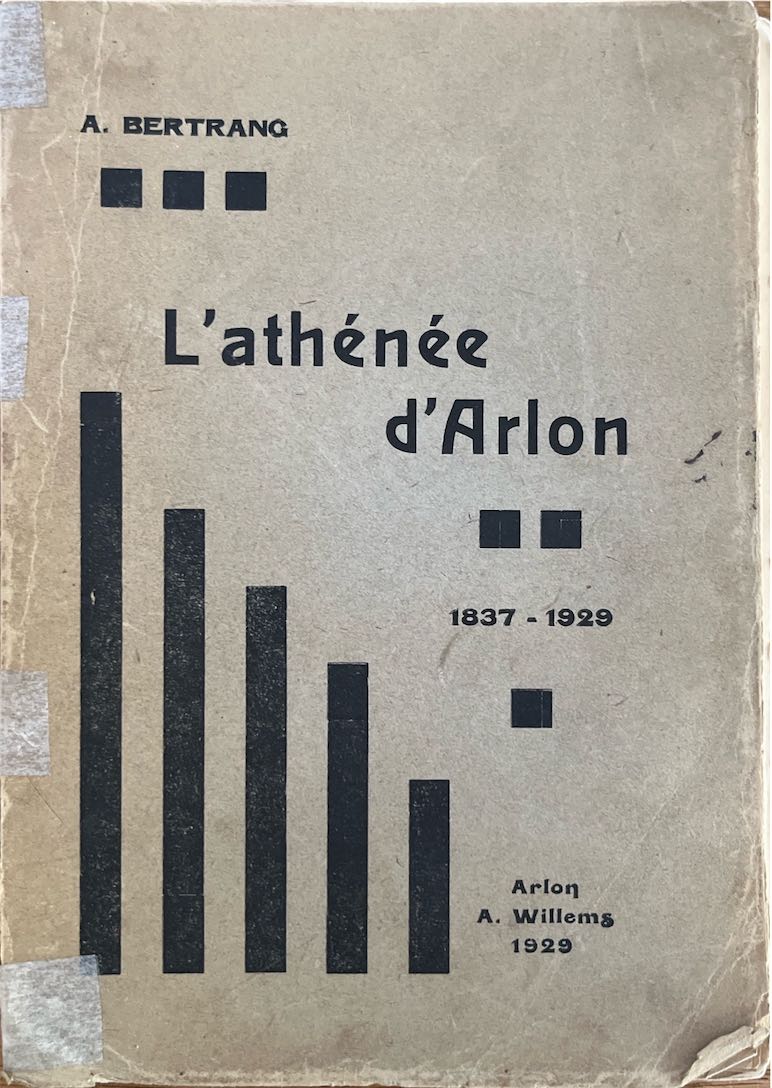 A. BERTRANG
L'athénée
d'Arlon
1837 - 1929
Arlon
A. Willems
1929